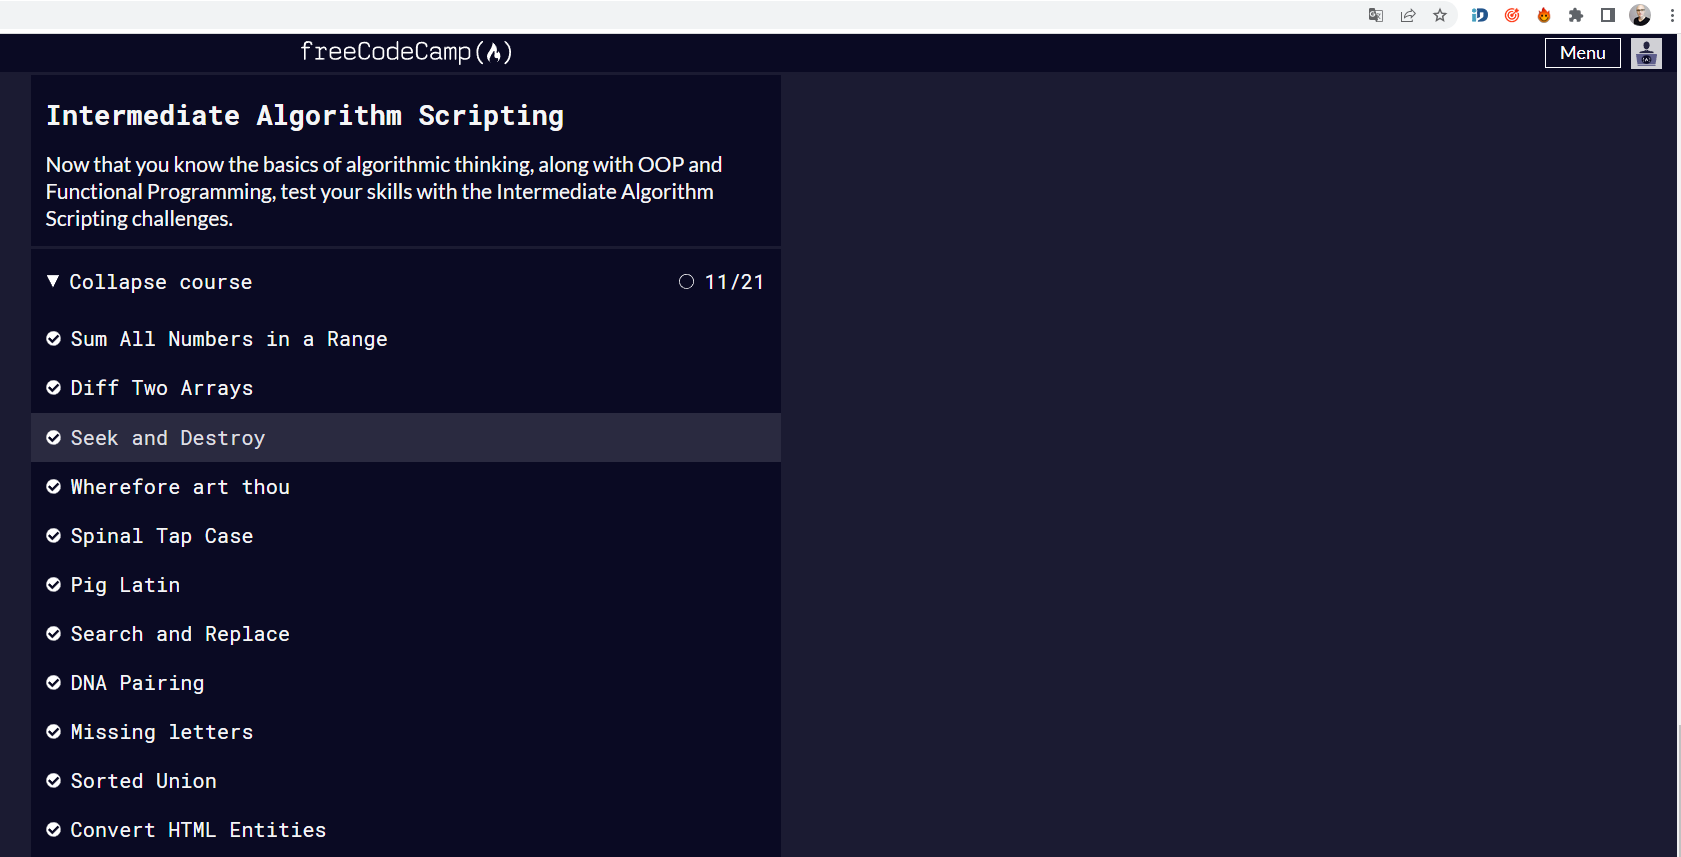 freeCodeCamp
Menu
Intermediate Algorithm Scripting
Now that you know the basics of algorithmic thinking, along with OOP and
Functional Programming, test your skills with the Intermediate Algorithm
Scripting challenges.
Collapse course
11/21
Sum All Numbers in a Range
Diff Two Arrays
Seek and Destroy
Wherefore art thou
Spinal Tap Case
Pig Latin
Search and Replace
DNA Pairing
Missing letters
Sorted Union
Convert HTML Entities